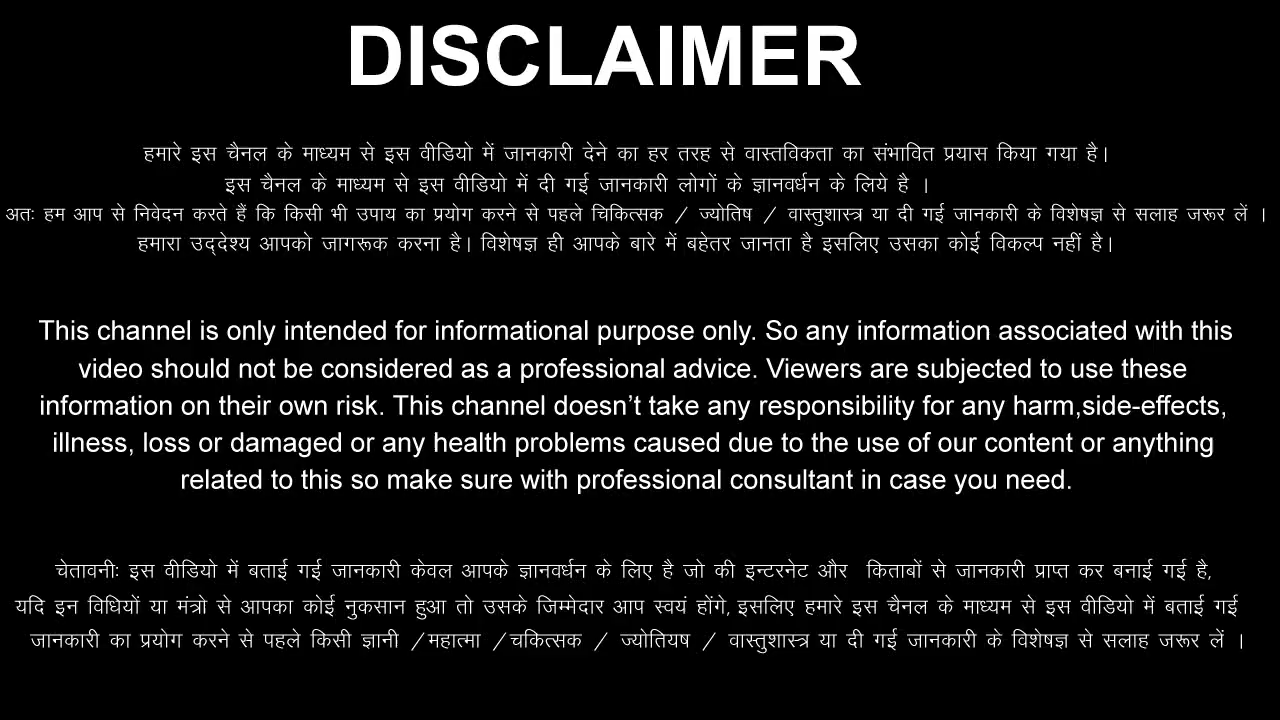 DISCLAIMER
हमारे इस चैनल के माध्यम से इस वीडियो में जानकारी देने का हर तरह से वास्तविकता का संभावित प्रयास किया गया है।
इस चैनल के माध्यम से इस वीडियो में दी गई जानकारी लोगों के ज्ञानवर्धन के लिये है ।
अतः हम आप से निवेदन करते हैं कि किसी भी उपाय का प्रयोग करने से पहले चिकित्सक / ज्योतिष / वास्तुशास्त्र या दी गई जानकारी के विशेषज्ञ से सलाह जरूर लें ।
हमारा उद्देश्य आपको जागरूक करना है। विशेषज्ञ ही आपके बारे में बहेतर जानता है इसलिए उसका कोई विकल्प नहीं है।
This channel is only intended for informational purpose only. So any information associated with this
video should not be considered as a professional advice. Viewers are subjected to use these
information on their own risk. This channel doesn’t take any responsibility for any harm,side-effects,
illness, loss or damaged or any health problems caused due to the use of our content or anything
related to this so make sure with professional consultant in case you need.
चेतावनीः इस वीडियो में बताई गई जानकारी केवल आपके ज्ञानवर्धन के लिए है जो की इन्टरनेट और किताबों से जानकारी प्राप्त कर बनाई गई है,
यदि इन विधियों या मंत्रो से आपका कोई नुकसान हुआ तो उसके जिम्मेदार आप स्वयं होंगे, इसलिए हमारे इस चैनल के माध्यम से इस वीडियो में बताई गई
जानकारी का प्रयोग करने से पहले किसी ज्ञानी /महात्मा /चकित्सक / ज्योतियष / वास्तुशास्त्र या दी गई जानकारी के विशेषज्ञ से सलाह जरूर लें ।